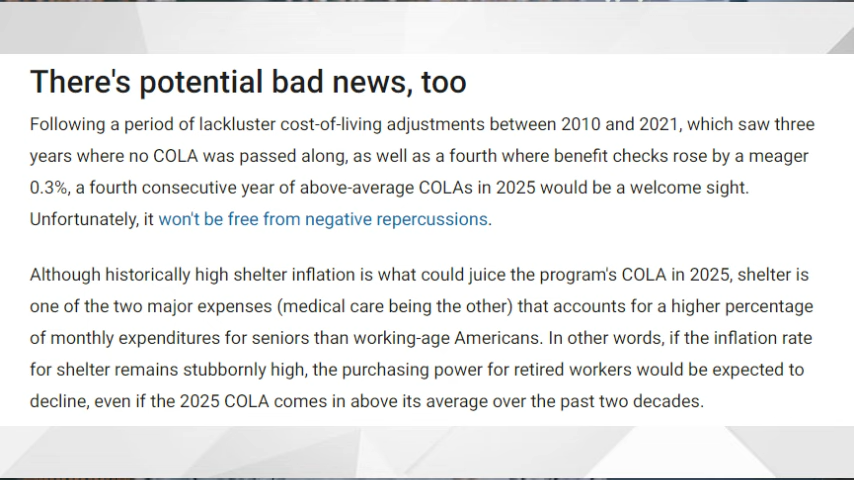 There's potential bad news, too
Following a period of lackluster cost-of-living adjustments between 2010 and 2021, which saw three
years where no COLA was passed along, as well as a fourth where benefit checks rose by a meager
0.3%, a fourth consecutive year of above-average COLAs in 2025 would be a welcome sight.
Unfortunately, it won't be free from negative repercussions.
Although historically high shelter inflation is what could juice the program's COLA in 2025, shelter is
one of the two major expenses (medical care being the other) that accounts for a higher percentage
of monthly expenditures for seniors than working-age Americans. In other words, if the inflation rate
for shelter remains stubbornly high, the purchasing power for retired workers would be expected to
decline, even if the 2025 COLA comes in above its average over the past two decades.